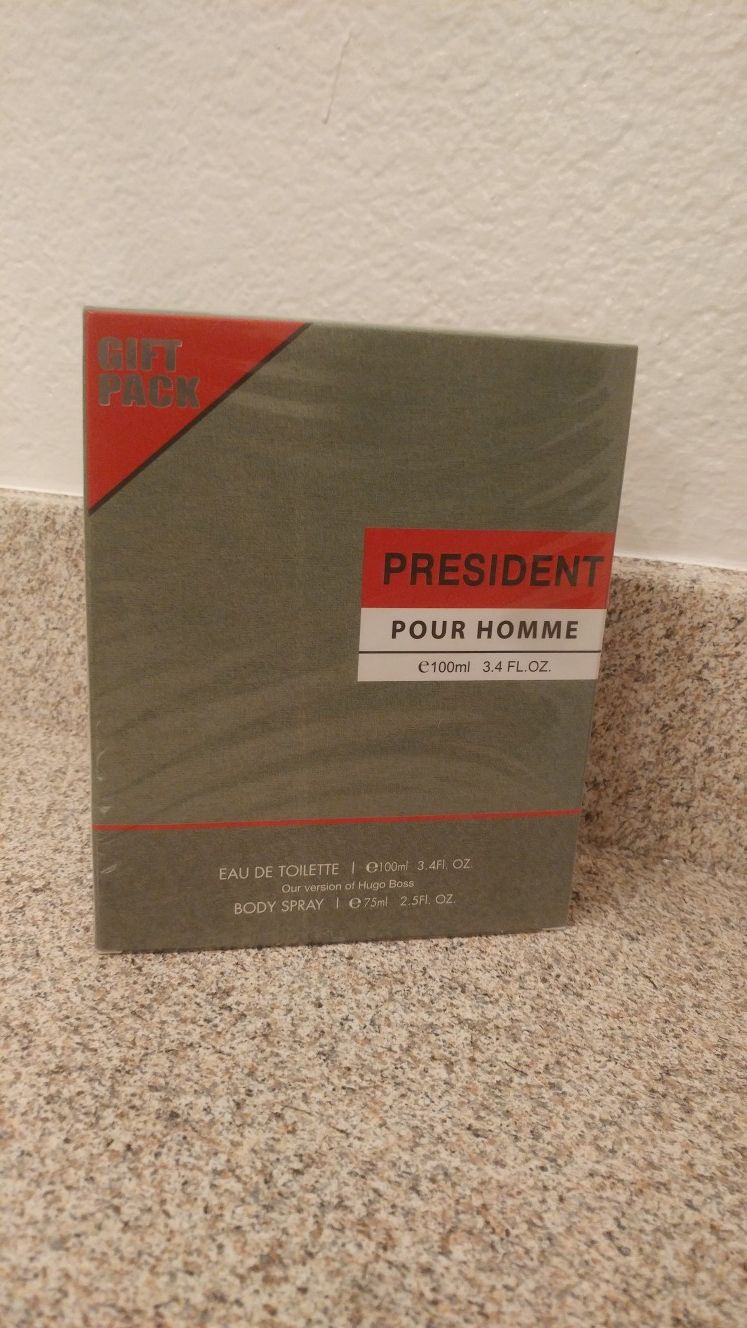 GIFT
PACK
PRESIDENT
POUR HOMME
℮100ml 3.4 FL.OZ.
EAU DE TOILETTE | ℮100ml 3.4Fl. OZ.
Our version of Hugo Boss
BODY SPRAY | ℮75ml 2.5Fl. OZ.